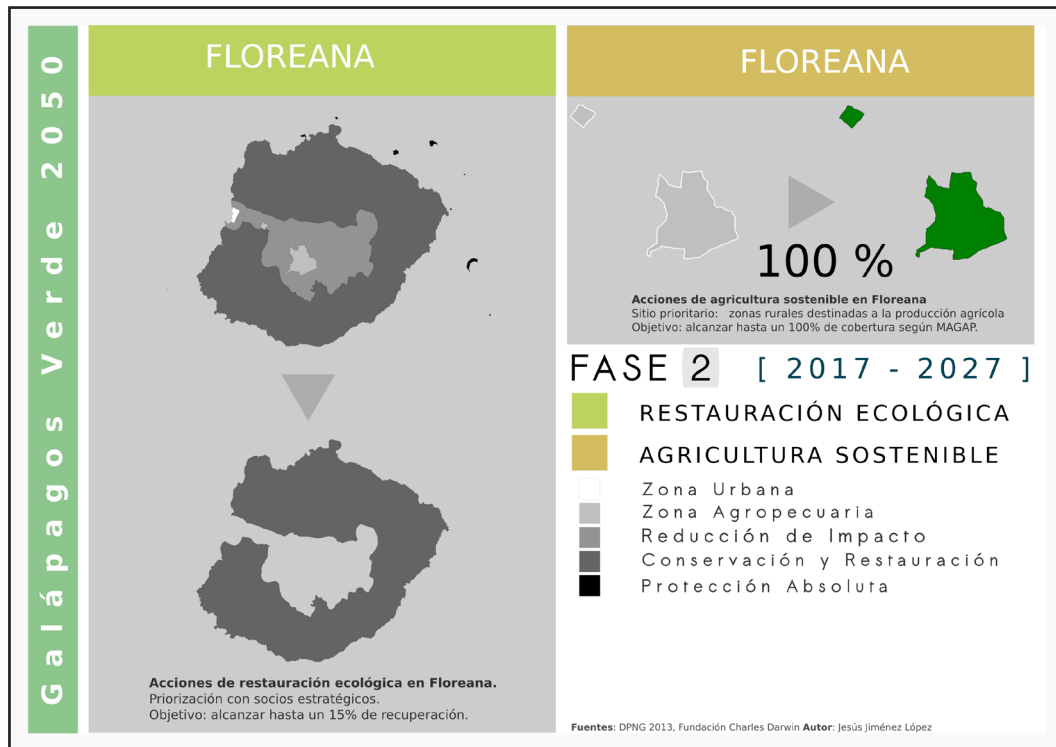 Galápagos Verde 2050
FLOREANA
Acciones de restauración ecológica en Floreana.
Priorización con socios estratégicos.
Objetivo: alcanzar hasta un 15% de recuperación.
FLOREANA
100 %
Acciones de agricultura sostenible en Floreana
Sitio prioritario: zonas rurales destinadas a la producción agrícola
Objetivo: alcanzar hasta un 100% de cobertura según MAGAP.
FASE 2 [ 2017 - 2027 ]
RESTAURACIÓN ECOLÓGICA
AGRICULTURA SOSTENIBLE
Zona Urbana
Zona Agropecuaria
Reducción de Impacto
Conservación y Restauración
Protección Absoluta
Fuentes: DPNG 2013, Fundación Charles Darwin Autor: Jesús Jiménez López